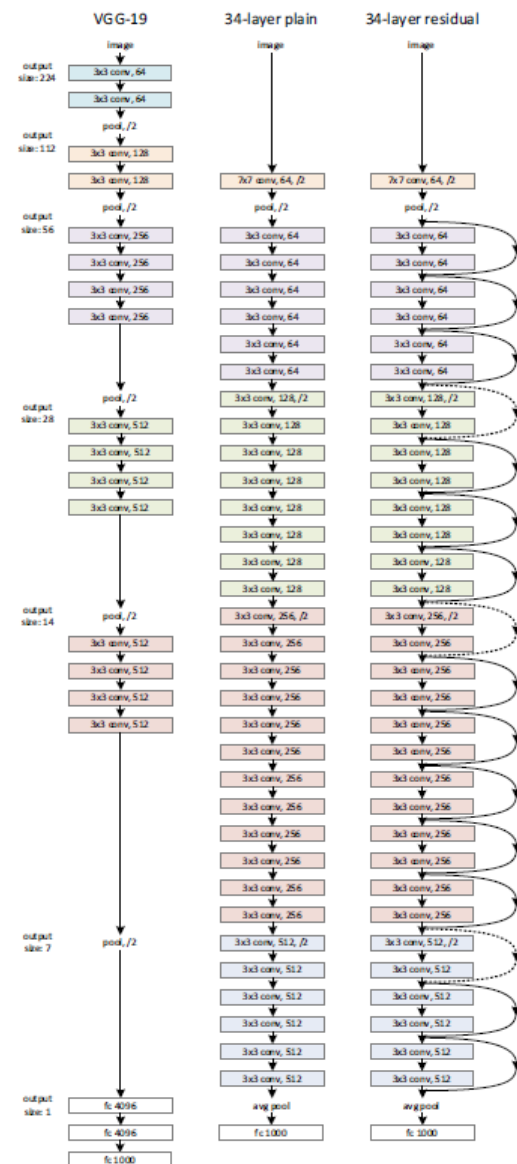 output
size: 224
output
size: 112
output
size: 56
output
size: 28
output
size: 14
output
size: 7
output
size: 1
VGG-19
image
3x3 conv, 64
3x3 conv, 64
pool, /2
3x3 conv, 128
3x3 conv, 128
pool, /2
3x3 conv, 256
3x3 conv, 256
3x3 conv, 256
3x3 conv, 256
pool, /2
3x3 conv, 512
3x3 conv, 512
3x3 conv, 512
3x3 conv, 512
pool, /2
3x3 conv, 512
3x3 conv, 512
3x3 conv, 512
3x3 conv, 512
pool, /2
fc 4096
fc 4096
fc 1000
34-layer plain
image
7x7 conv, 64, /2
pool, /2
3x3 conv, 64
3x3 conv, 64
3x3 conv, 64
3x3 conv, 64
3x3 conv, 64
3x3 conv, 64
3x3 conv, 128, /2
3x3 conv, 128
3x3 conv, 128
3x3 conv, 128
3x3 conv, 128
3x3 conv, 128
3x3 conv, 128
3x3 conv, 128
3x3 conv, 256, /2
3x3 conv, 256
3x3 conv, 256
3x3 conv, 256
3x3 conv, 256
3x3 conv, 256
3x3 conv, 256
3x3 conv, 256
3x3 conv, 256
3x3 conv, 256
3x3 conv, 256
3x3 conv, 256
3x3 conv, 512, /2
3x3 conv, 512
3x3 conv, 512
3x3 conv, 512
3x3 conv, 512
3x3 conv, 512
avg pool
fc 1000
34-layer residual
image
7x7 conv, 64, /2
pool, /2
3x3 conv, 64
3x3 conv, 64
3x3 conv, 64
3x3 conv, 64
3x3 conv, 64
3x3 conv, 64
3x3 conv, 128, /2
3x3 conv, 128
3x3 conv, 128
3x3 conv, 128
3x3 conv, 128
3x3 conv, 128
3x3 conv, 128
3x3 conv, 128
3x3 conv, 256, /2
3x3 conv, 256
3x3 conv, 256
3x3 conv, 256
3x3 conv, 256
3x3 conv, 256
3x3 conv, 256
3x3 conv, 256
3x3 conv, 256
3x3 conv, 256
3x3 conv, 256
3x3 conv, 256
3x3 conv, 512, /2
3x3 conv, 512
3x3 conv, 512
3x3 conv, 512
3x3 conv, 512
3x3 conv, 512
avg pool
fc 1000